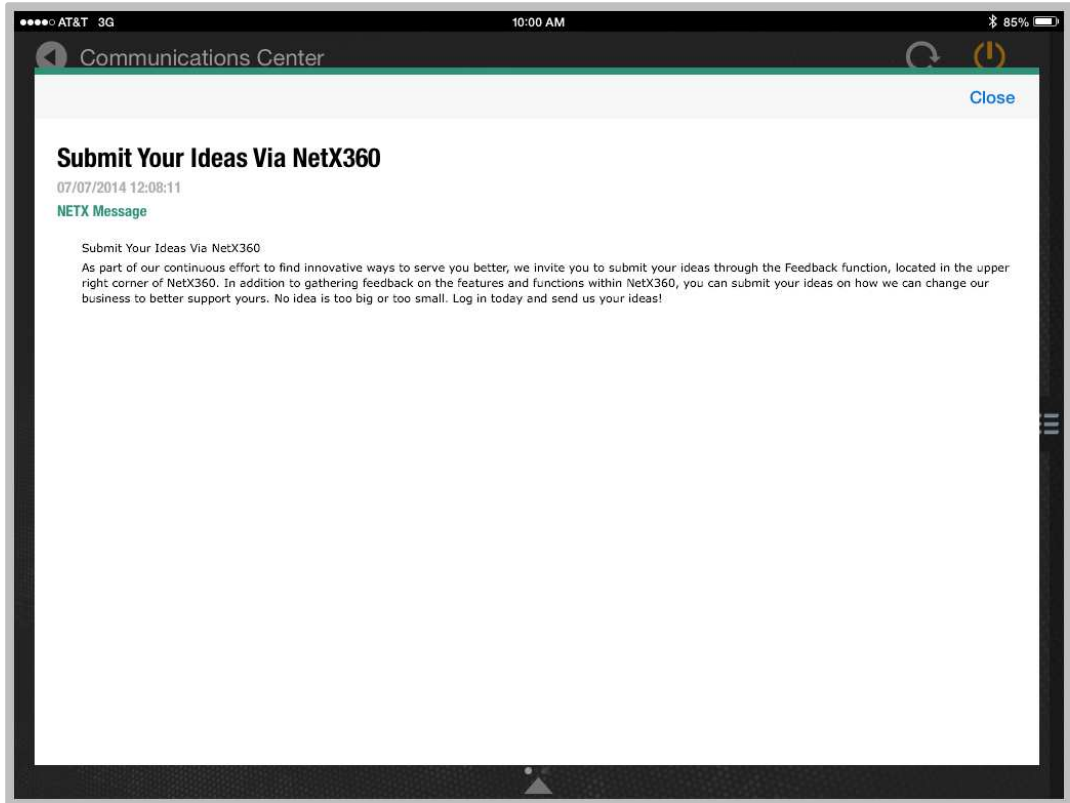 AT&T 3G
10:00 AM
85%
Communications Center
Close
Submit Your Ideas Via NetX360
07/07/2014 12:08:11
NETX Message
Submit Your Ideas Via NetX360
As part of our continuous effort to find innovative ways to serve you better, we invite you to submit your ideas through the Feedback function, located in the upper
right corner of NetX360. In addition to gathering feedback on the features and functions within NetX360, you can submit your ideas on how we can change our
business to better support yours. No idea is too big or too small. Log in today and send us your ideas!